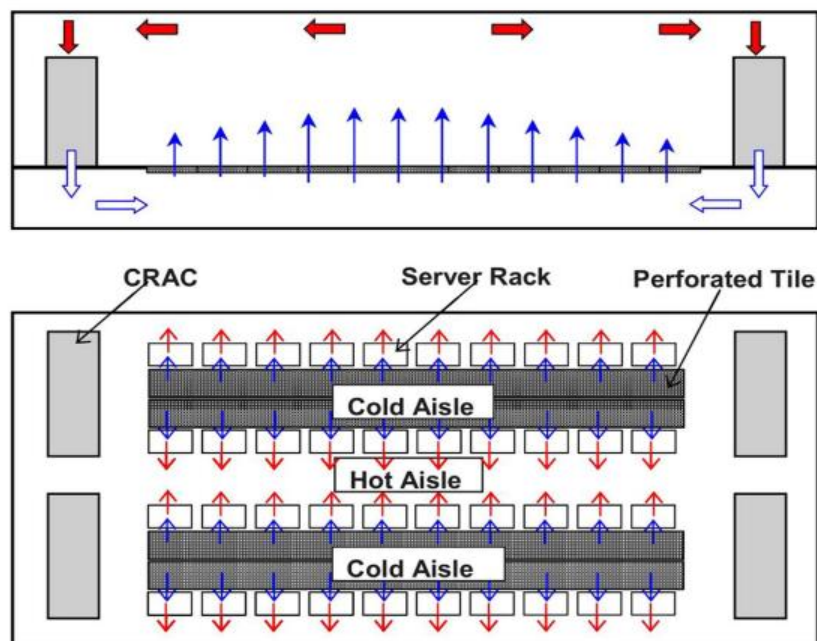 CRAC
Server Rack
Perforated Tile
Cold Aisle
Hot Aisle
Cold Aisle